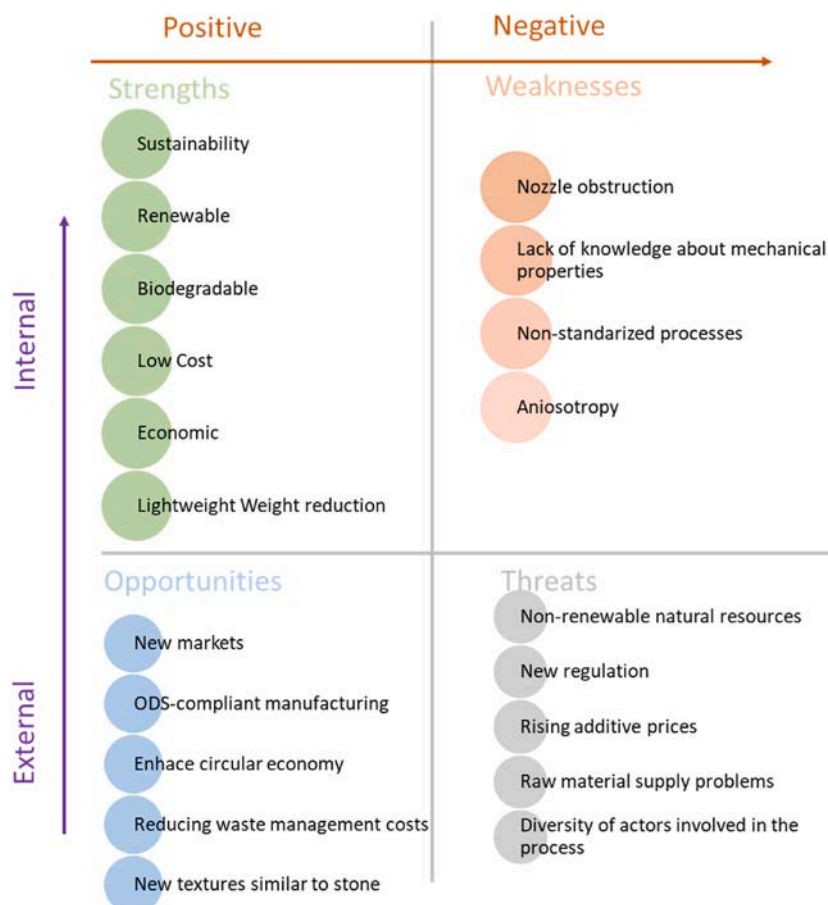 Positive
Negative
Strengths
Weaknesses
Internal
Sustainability
Renewable
Biodegradable
Low Cost
Economic
Lightweight Weight reduction
Nozzle obstruction
Lack of knowledge about mechanical
properties
Non-standarized processes
Aniosotropy
External
Opportunities
New markets
ODS-compliant manufacturing
Enhace circular economy
Reducing waste management costs
New textures similar to stone
Threats
Non-renewable natural resources
New regulation
Rising additive prices
Raw material supply problems
Diversity of actors involved in the
process